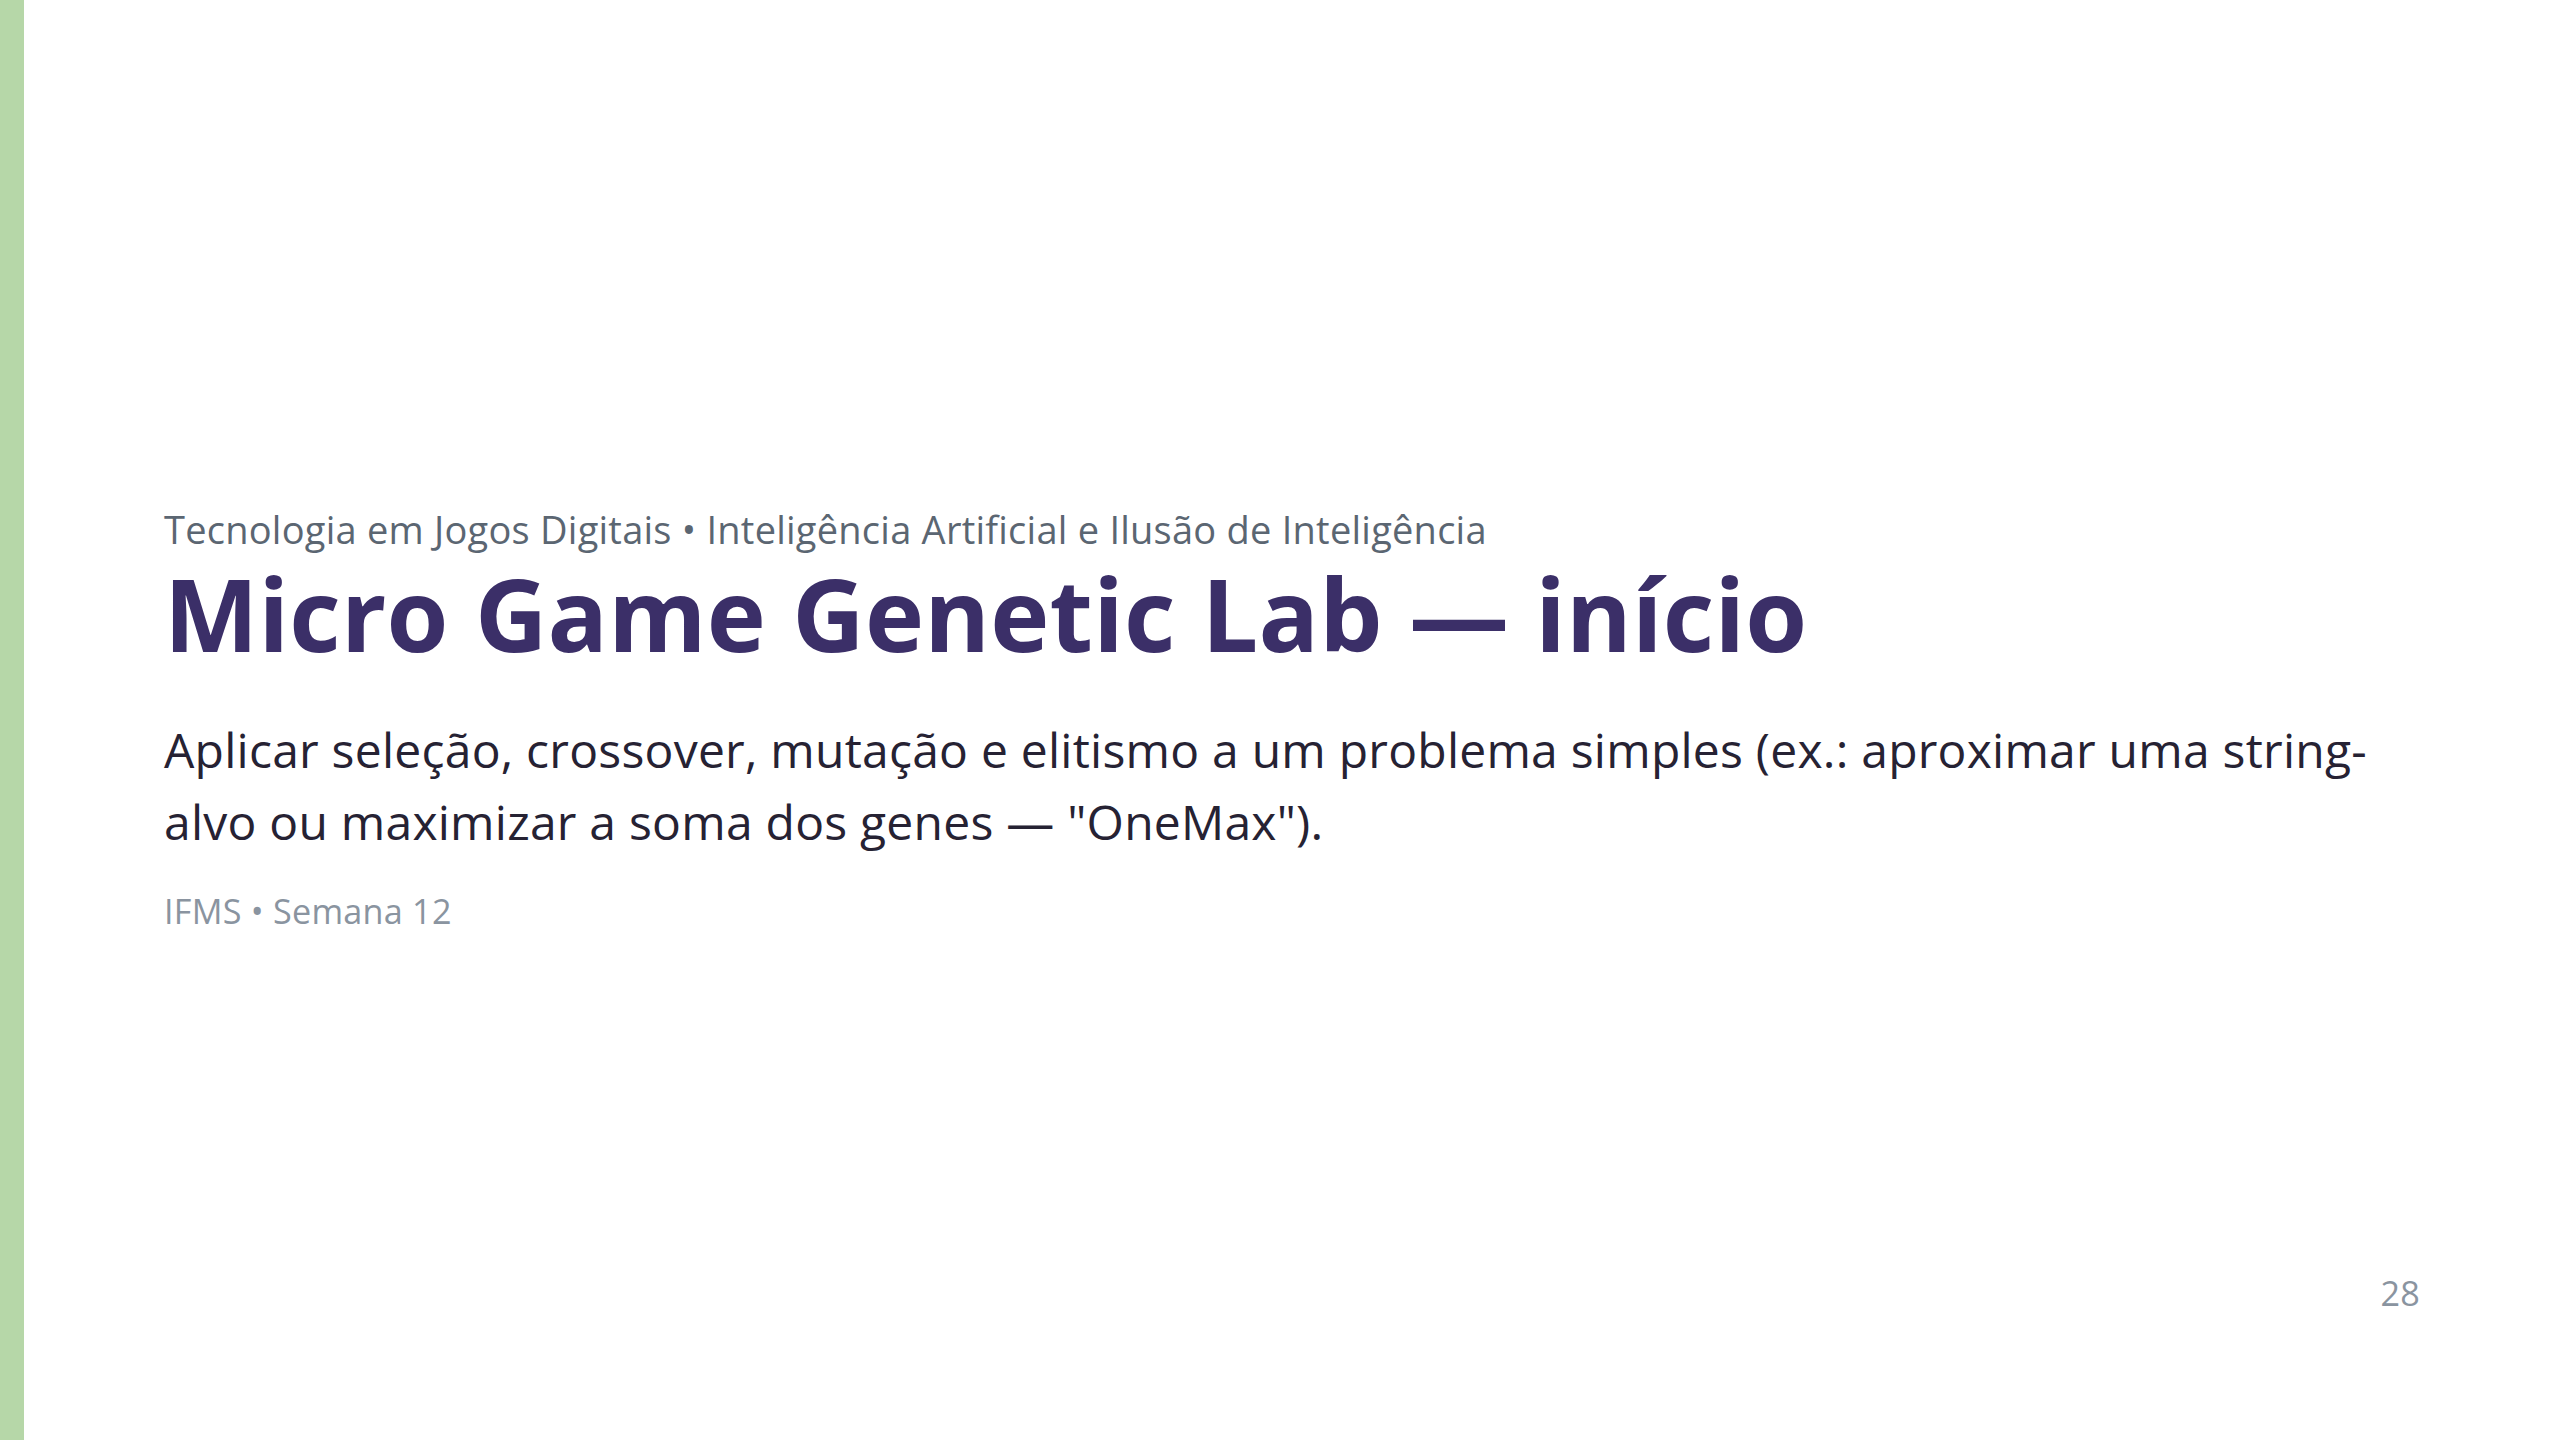 Tecnologia em Jogos Digitais • Inteligência Artificial e Ilusão de Inteligência
Micro Game Genetic Lab — início
Aplicar seleção, crossover, mutação e elitismo a um problema simples (ex.: aproximar uma string-
alvo ou maximizar a soma dos genes — "OneMax").
IFMS • Semana 12
28